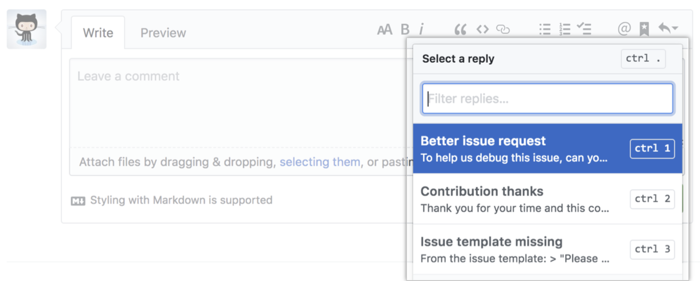 Write
Preview
AA B i
@
Leave a comment
Attach files by dragging & dropping, selecting them, or pastin
Styling with Markdown is supported
Select a reply
ctrl .
Filter replies...
Better issue request
To help us debug this issue, can yo...
ctrl 1
Contribution thanks
Thank you for your time and this co...
ctrl 2
Issue template missing
From the issue template: > "Please ...
ctrl 3